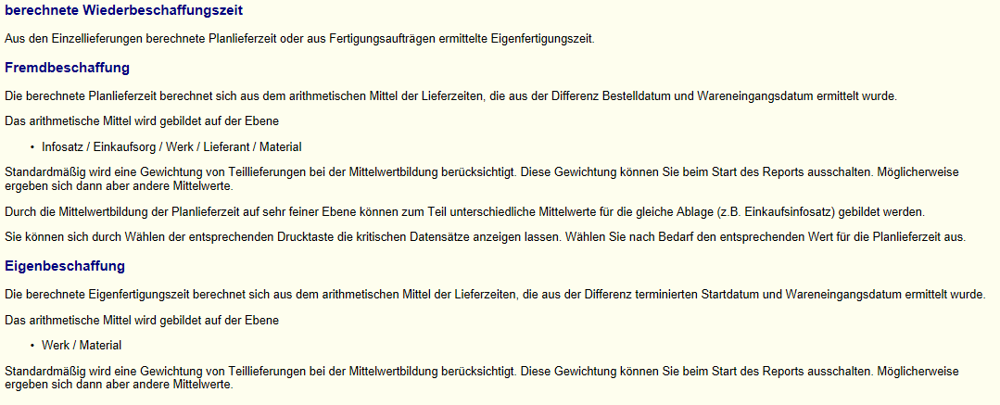 berechnete Wiederbeschaffungszeit
Aus den Einzellieferungen berechnete Planlieferzeit oder aus Fertigungsaufträgen ermittelte Eigenfertigungszeit.
Fremdbeschaffung
Die berechnete Planlieferzeit berechnet sich aus dem arithmetischen Mittel der Lieferzeiten, die aus der Differenz Bestelldatum und Wareneingangsdatum ermittelt wurde.
Das arithmetische Mittel wird gebildet auf der Ebene
• Infosatz / Einkaufsorg / Werk / Lieferant / Material
Standardmäßig wird eine Gewichtung von Teillieferungen bei der Mittelwertbildung berücksichtigt. Diese Gewichtung können Sie beim Start des Reports ausschalten. Möglicherweise
ergeben sich dann aber andere Mittelwerte.
Durch die Mittelwertbildung der Planlieferzeit auf sehr feiner Ebene können zum Teil unterschiedliche Mittelwerte für die gleiche Ablage (z.B. Einkaufsinfosatz) gebildet werden.
Sie können sich durch Wählen der entsprechenden Drucktaste die kritischen Datensätze anzeigen lassen. Wählen Sie nach Bedarf den entsprechenden Wert für die Planlieferzeit aus.
Eigenbeschaffung
Die berechnete Eigenfertigungszeit berechnet sich aus dem arithmetischen Mittel der Lieferzeiten, die aus der Differenz terminierten Startdatum und Wareneingangsdatum ermittelt wurde.
Das arithmetische Mittel wird gebildet auf der Ebene
• Werk / Material
Standardmäßig wird eine Gewichtung von Teillieferungen bei der Mittelwertbildung berücksichtigt. Diese Gewichtung können Sie beim Start des Reports ausschalten. Möglicherweise
ergeben sich dann aber andere Mittelwerte.